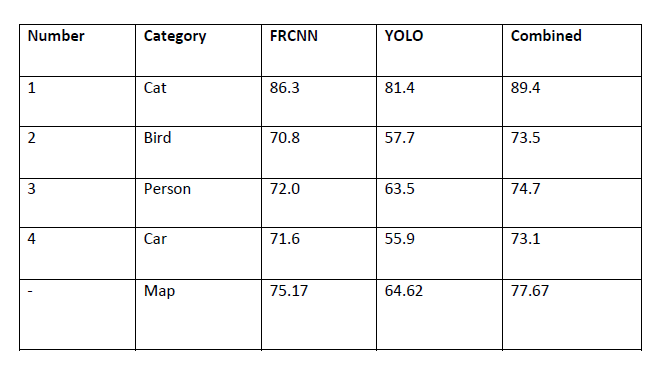 Number Category FRCNN YOLO Combined
1 Cat 86.3 81.4 89.4
2 Bird 70.8 57.7 73.5
3 Person 72.0 63.5 74.7
4 Car 71.6 55.9 73.1
- Map 75.17 64.62 77.67